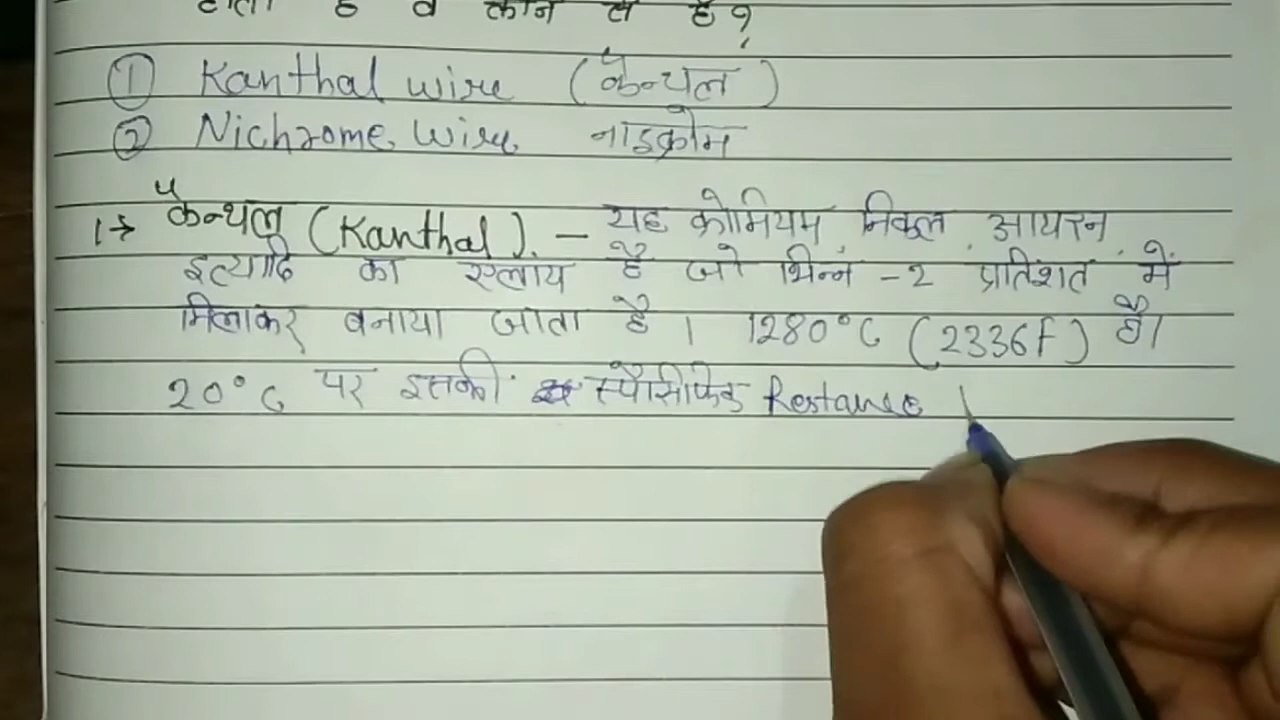 होता है वे कौन से हैं?
① Kanthal wire (कैन्थल)
② Nichrome wire नाइक्रोम
1→ कैन्थल (Kanthal). – यह क्रोमियम, निकल, आयरन,
इत्यादि का एलाय है जो भिन्न -2 प्रतिशत में
मिलाकर बनाया जाता है । 1280°C (2336F) है।
20°C पर इसकी स्पैसीफिक Restance